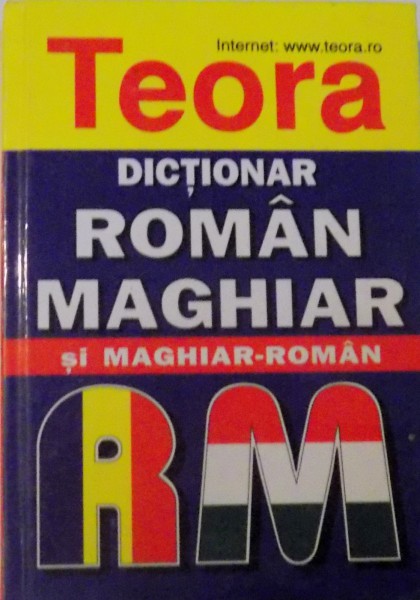 Internet: www.teora.ro
Teora
DICȚIONAR
ROMÂN
MAGHIAR
și MAGHIAR-ROMÂN
RM